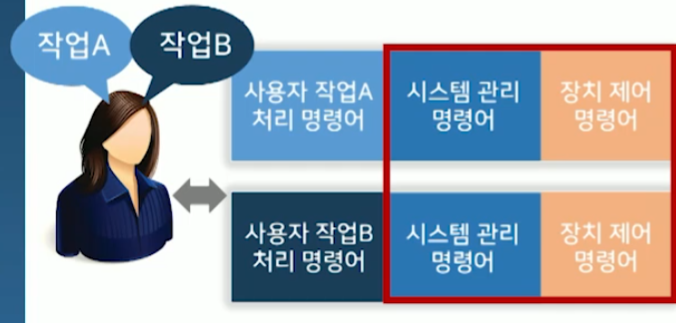 작업A
작업B
사용자 작업A
처리 명령어
시스템 관리
명령어
장치 제어
명령어
사용자 작업B
처리 명령어
시스템 관리
명령어
장치 제어
명령어